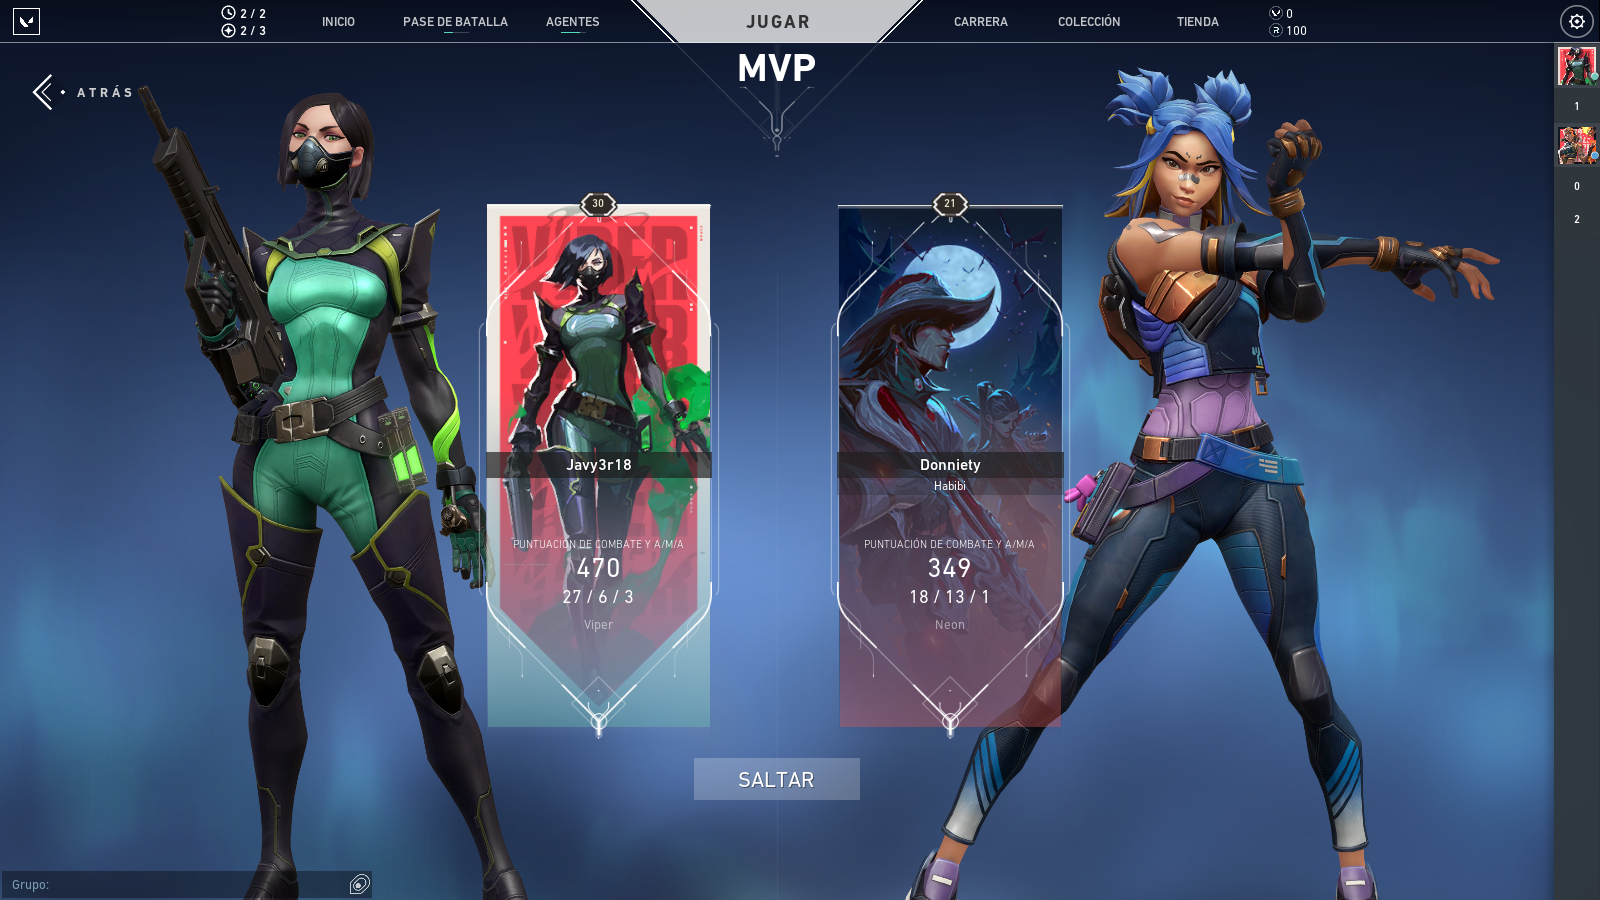 2 / 2
2 / 3
INICIO
PASE DE BATALLA
AGENTES
JUGAR
CARRERA
COLECCIÓN
TIENDA
0
100
MVP
ATRÁS
1
0
2
30
VIPER
Javy3r18
PUNTUACIÓN DE COMBATE Y A/M/A
470
27 / 6 / 3
Viper
21
Donniety
Habibi
PUNTUACIÓN DE COMBATE Y A/M/A
349
18 / 13 / 1
Neon
SALTAR
Grupo: